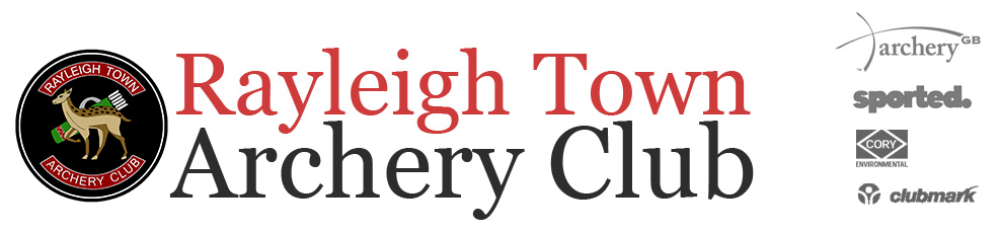 RAYLEIGH TOWN
ARCHERY CLUB
Rayleigh Town
Archery Club
archery GB
sported.
CORY
ENVIRONMENTAL
clubmark